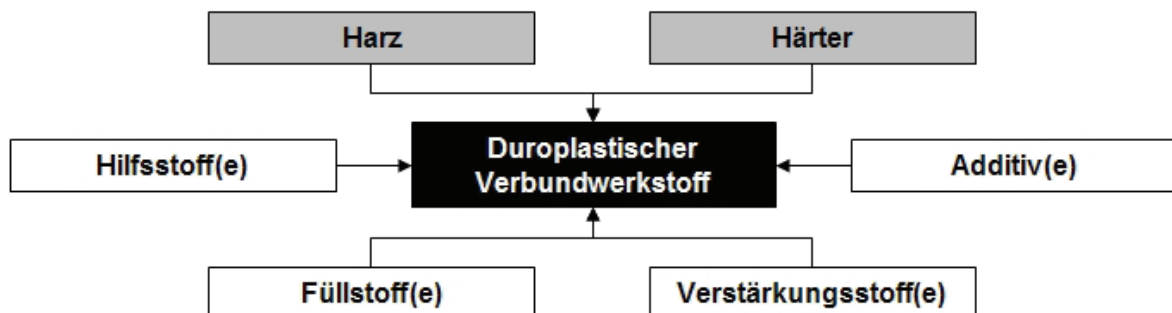 Harz
Härter
Duroplastischer
Verbundwerkstoff
Hilfsstoff(e)
Additiv(e)
Füllstoff(e)
Verstärkungsstoff(e)